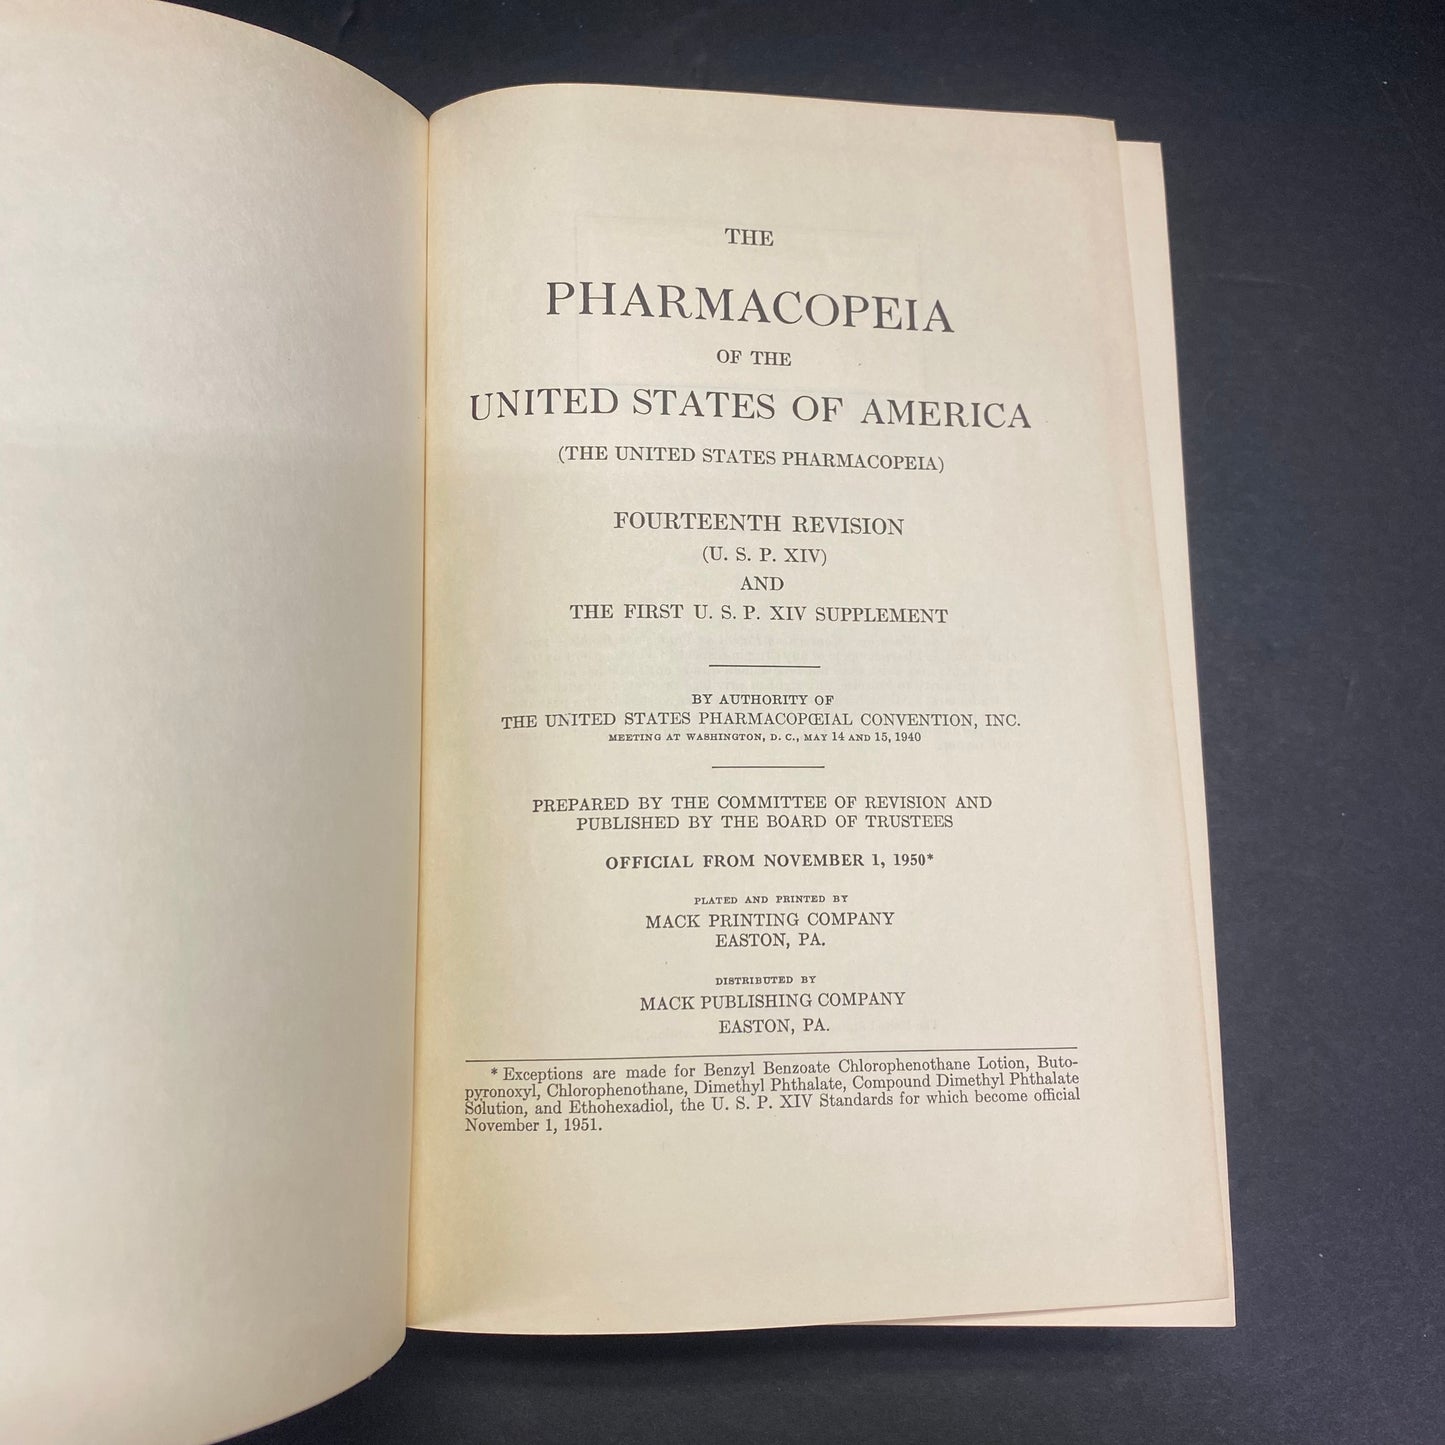 THE
PHARMACOPEIA
OF THE
UNITED STATES OF AMERICA
(THE UNITED STATES PHARMACOPEIA)
FOURTEENTH REVISION
(U. S. P. XIV)
AND
THE FIRST U. S. P. XIV SUPPLEMENT
BY AUTHORITY OF
THE UNITED STATES PHARMACOPŒIAL CONVENTION, INC.
MEETING AT WASHINGTON, D. C., MAY 14 AND 15, 1940
PREPARED BY THE COMMITTEE OF REVISION AND
PUBLISHED BY THE BOARD OF TRUSTEES
OFFICIAL FROM NOVEMBER 1, 1950*
PLATED AND PRINTED BY
MACK PRINTING COMPANY
EASTON, PA.
DISTRIBUTED BY
MACK PUBLISHING COMPANY
EASTON, PA.
* Exceptions are made for Benzyl Benzoate Chlorophenothane Lotion, Buto-
pyronoxyl, Chlorophenothane, Dimethyl Phthalate, Compound Dimethyl Phthalate
Solution, and Ethohexadiol, the U. S. P. XIV Standards for which become official
November 1, 1951.